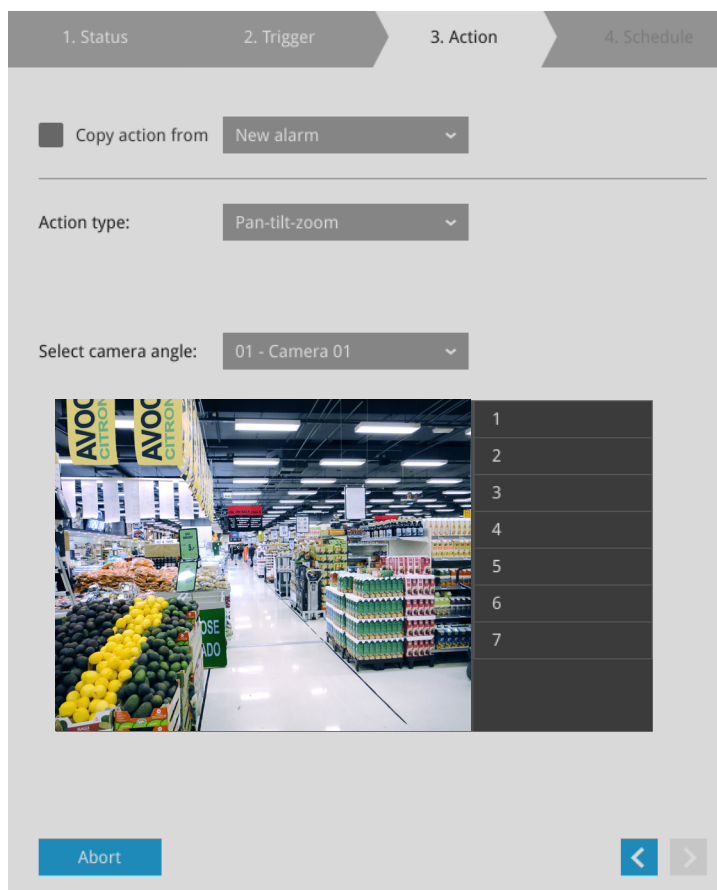 1. Status
2. Trigger
3. Action
4. Schedule
Copy action from
New alarm
Action type:
Pan-tilt-zoom
Select camera angle:
01 - Camera 01
AVOC
CITRON
AVOC
CITRON
OSE
ADO
1
2
3
4
5
6
7
Abort